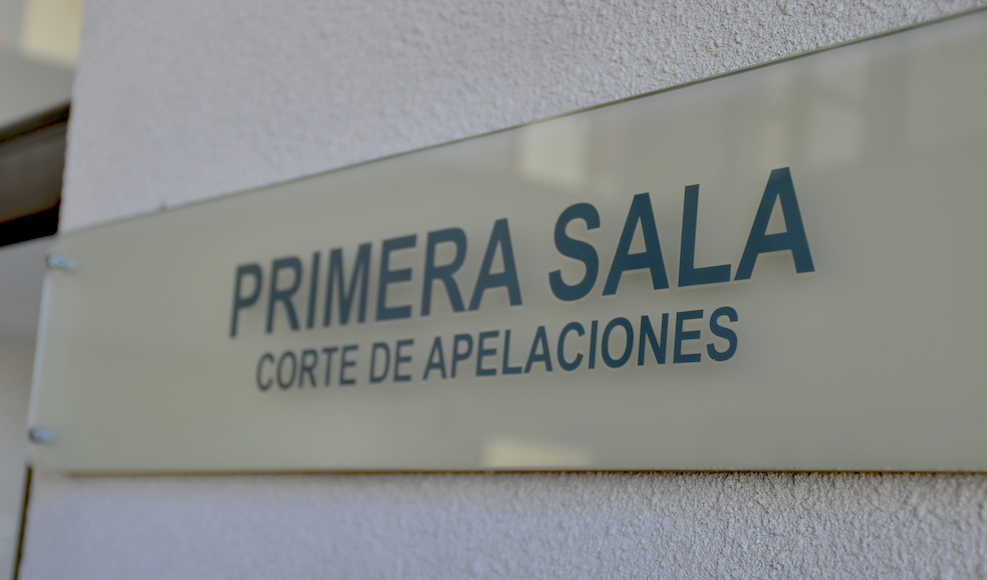 PRIMERA SALA
CORTE DE APELACIONES